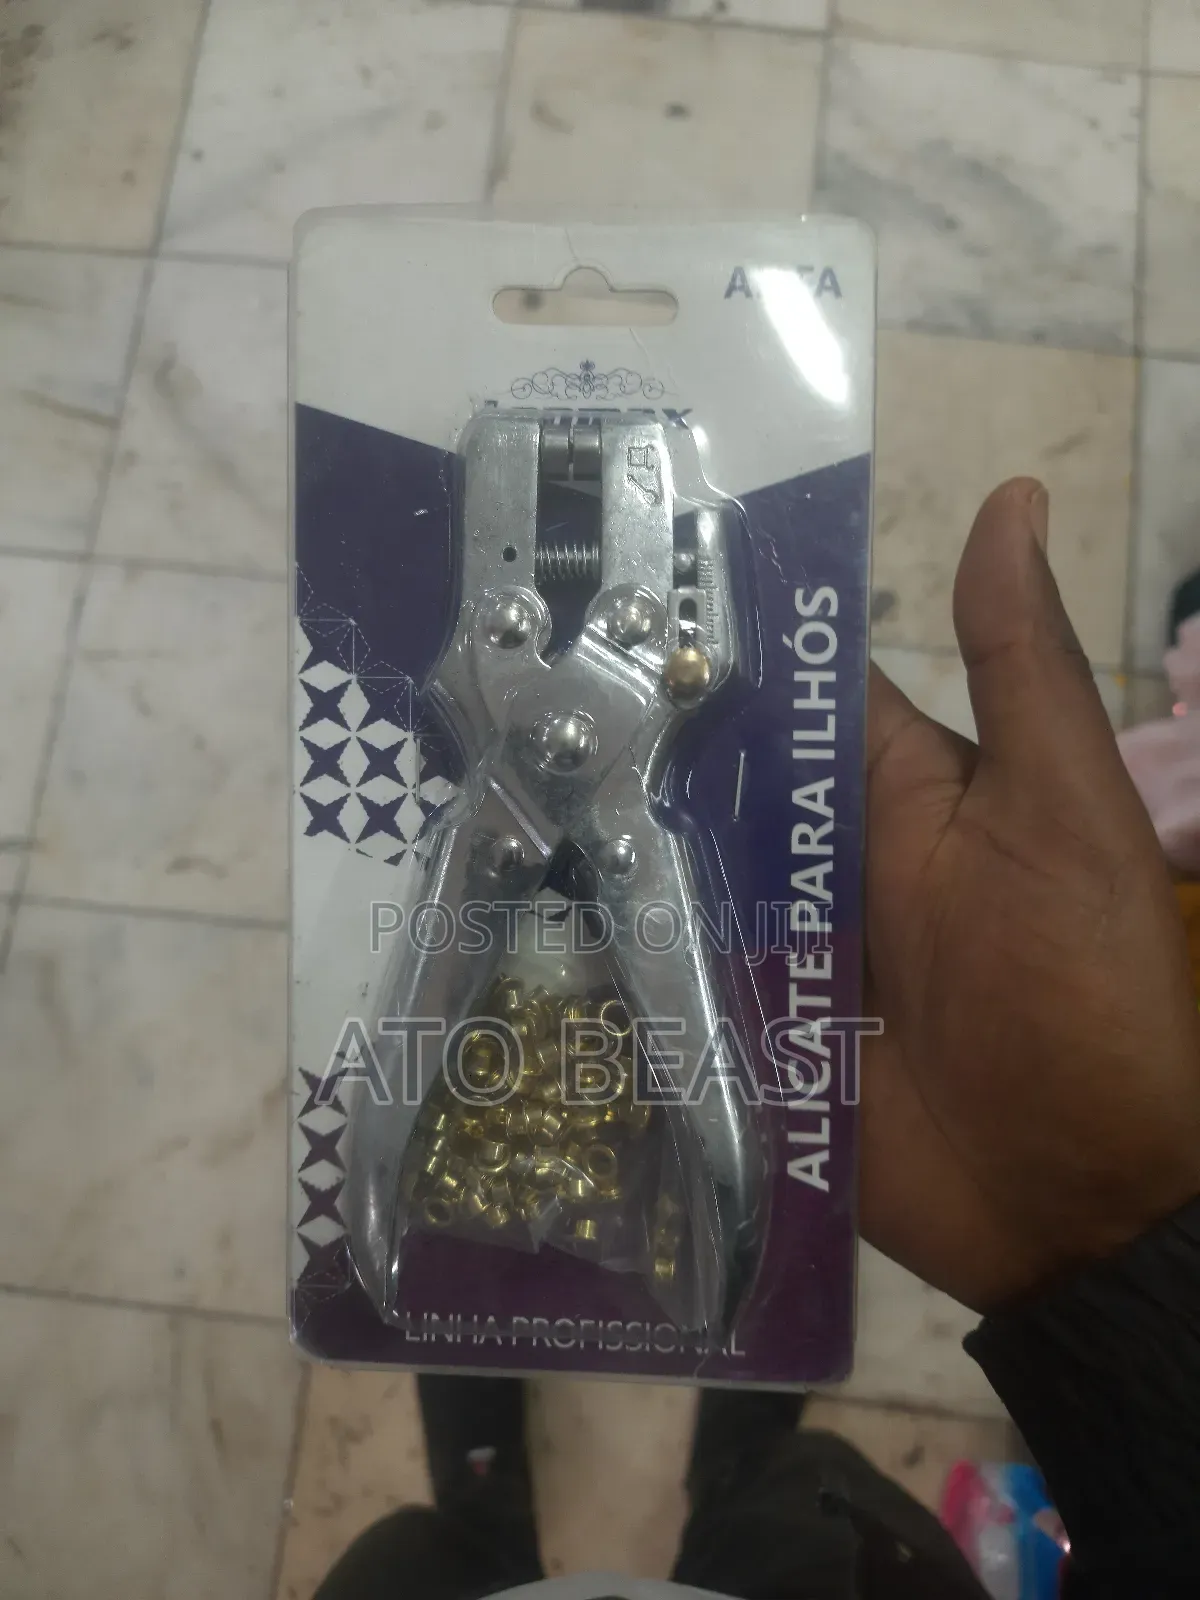 ALICATE PARA ILHÓS
POSTED ON JIJI
ATO BEAST
LINHA PROFISSIONAL